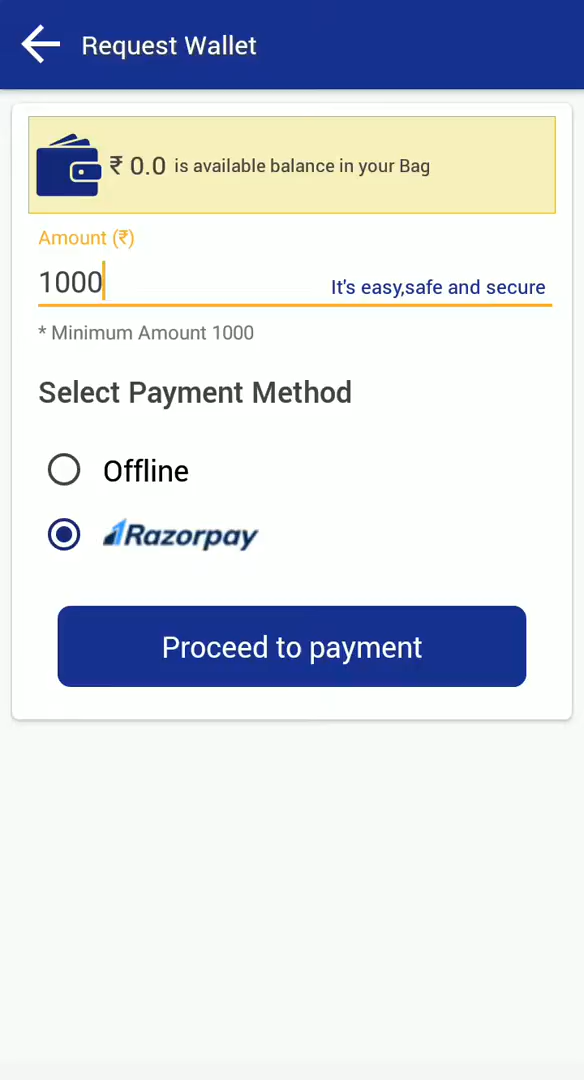 Request Wallet
₹ 0.0 is available balance in your Bag
Amount (₹)
1000 It's easy,safe and secure
* Minimum Amount 1000
Select Payment Method
Offline
Razorpay
Proceed to payment